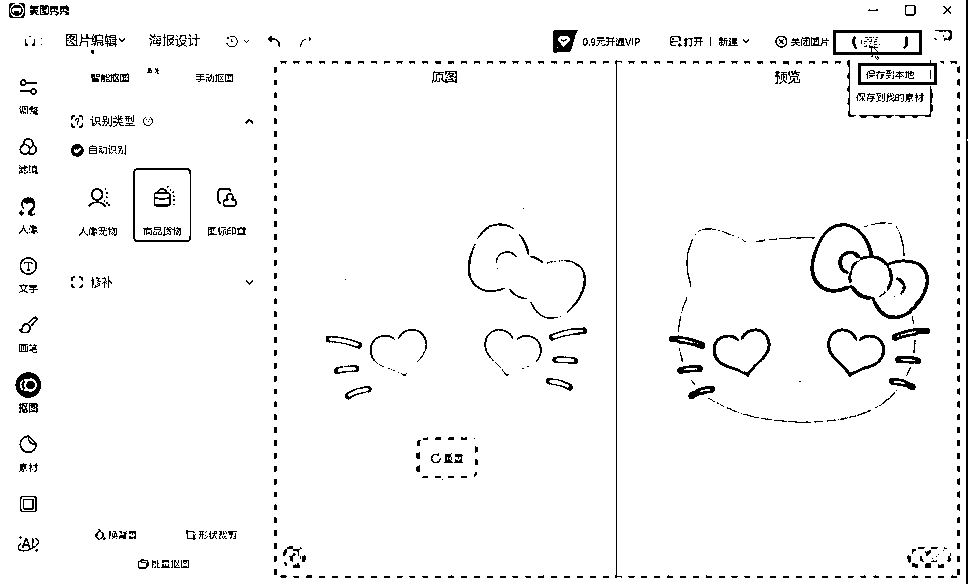 美图秀秀
图片编辑 海报设计
0.9元开通VIP 打开 新建 关闭图片
保存到本地
保存到我的素材
智能抠图 手动抠图
原图 预览
调整
识别类型
自动识别
滤镜
人像宠物 商品货物 图标印章
人像
文字
修补
画笔
抠图
重置
素材
换背景 形状裁剪
AI
批量抠图